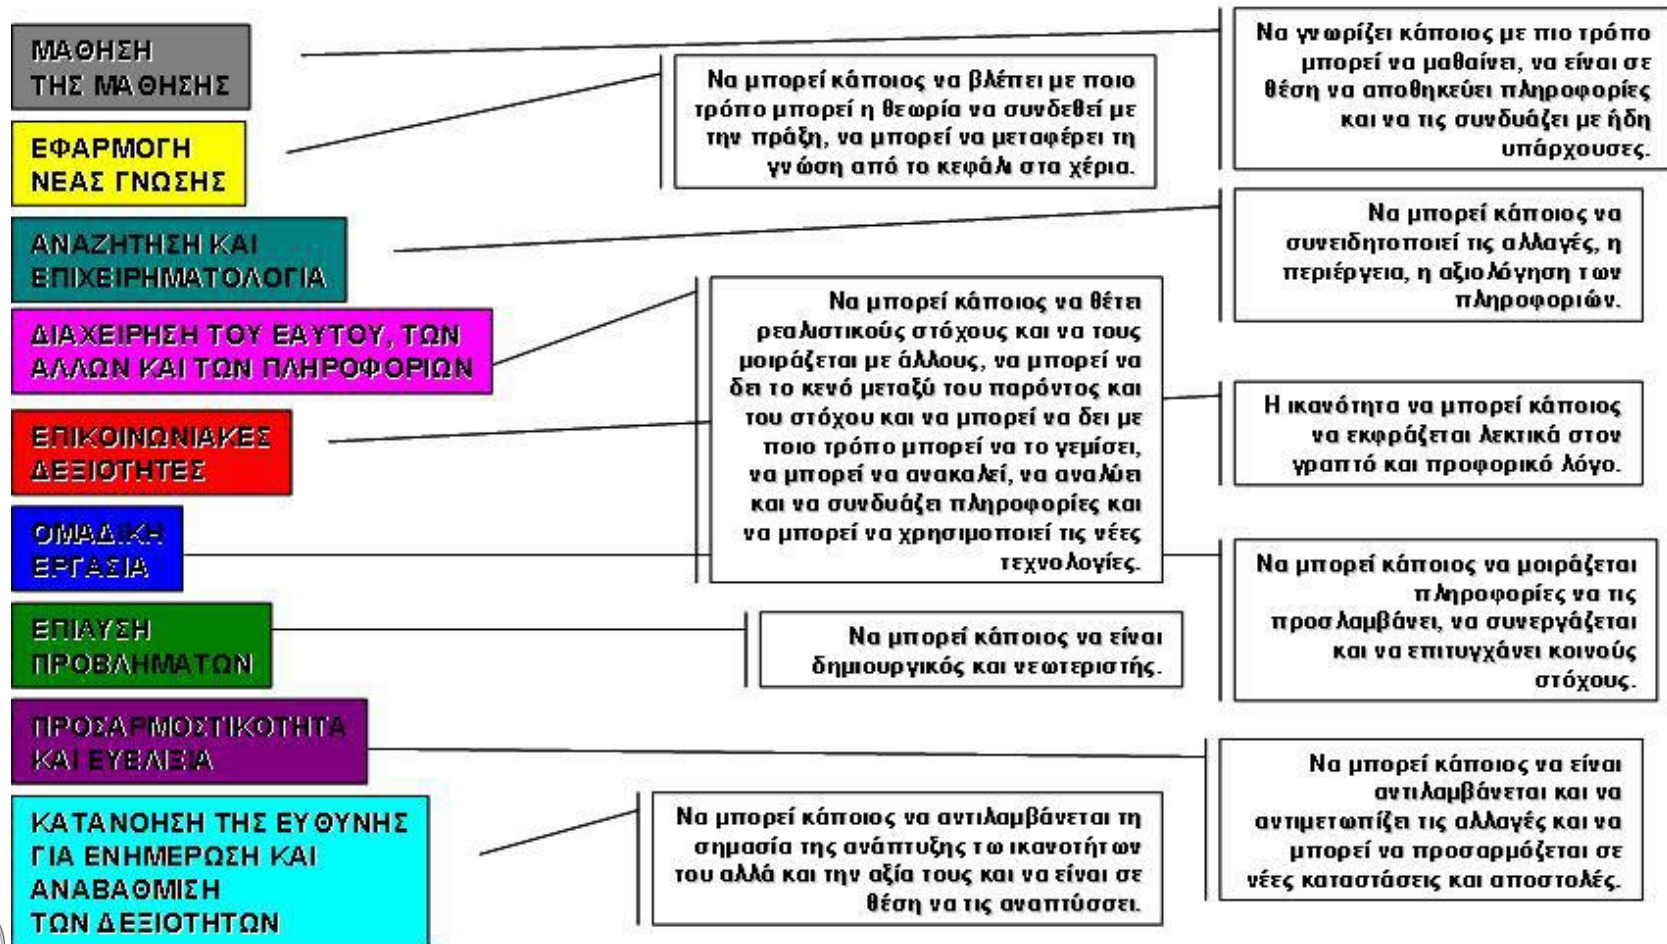 ΜΑΘΗΣΗ
ΤΗΣ ΜΑΘΗΣΗΣ
Να γνωρίζει κάποιος με πιο τρόπο
μπορεί να μαθαίνει, να είναι σε
θέση να αποθηκεύει πληροφορίες
και να τις συνδυάζει με ήδη
υπάρχουσες.
ΕΦΑΡΜΟΓΗ
ΝΕΑΣ ΓΝΩΣΗΣ
Να μπορεί κάποιος να βλέπει με ποιο
τρόπο μπορεί η θεωρία να συνδεθεί με
την πράξη, να μπορεί να μεταφέρει τη
γνώση από το κεφάλι στα χέρια.
ΑΝΑΖΗΤΗΣΗ ΚΑΙ
ΕΠΙΧΕΙΡΗΜΑΤΟΛΟΓΙΑ
Να μπορεί κάποιος να
συνειδητοποιεί τις αλλαγές, η
περιέργεια, η αξιολόγηση των
πληροφοριών.
ΔΙΑΧΕΙΡΗΣΗ ΤΟΥ ΕΑΥΤΟΥ, ΤΩΝ
ΑΛΛΩΝ ΚΑΙ ΤΩΝ ΠΛΗΡΟΦΟΡΙΩΝ
Να μπορεί κάποιος να θέτει
ρεαλιστικούς στόχους και να τους
μοιράζεται με άλλους, να μπορεί να
δει το κενό μεταξύ του παρόντος και
του στόχου και να μπορεί να δει με
ποιο τρόπο μπορεί να το γεμίσει,
να μπορεί να ανακαλεί, να αναλύει
και να συνδυάζει πληροφορίες και
να μπορεί να χρησιμοποιεί τις νέες
τεχνολογίες.
ΕΠΙΚΟΙΝΩΝΙΑΚΕΣ
ΔΕΞΙΟΤΗΤΕΣ
Η ικανότητα να μπορεί κάποιος
να εκφράζεται λεκτικά στον
γραπτό και προφορικό λόγο.
ΟΜΑΔΙΚΗ
ΕΡΓΑΣΙΑ
Να μπορεί κάποιος να μοιράζεται
πληροφορίες να τις
προσλαμβάνει, να συνεργάζεται
και να επιτυγχάνει κοινούς
στόχους.
ΕΠΙΛΥΣΗ
ΠΡΟΒΛΗΜΑΤΩΝ
Να μπορεί κάποιος να είναι
δημιουργικός και νεωτεριστής.
ΠΡΟΣΑΡΜΟΣΤΙΚΟΤΗΤΑ
ΚΑΙ ΕΥΕΛΙΞΙΑ
Να μπορεί κάποιος να είναι
αντιλαμβάνεται και να
αντιμετωπίζει τις αλλαγές και να
μπορεί να προσαρμόζεται σε
νέες καταστάσεις και αποστολές.
ΚΑΤΑΝΟΗΣΗ ΤΗΣ ΕΥΘΥΝΗΣ
ΓΙΑ ΕΝΗΜΕΡΩΣΗ ΚΑΙ
ΑΝΑΒΑΘΜΙΣΗ
ΤΩΝ ΔΕΞΙΟΤΗΤΩΝ
Να μπορεί κάποιος να αντιλαμβάνεται τη
σημασία της ανάπτυξης τω ικανοτήτων
του αλλά και την αξία τους και να είναι σε
θέση να τις αναπτύσσει.